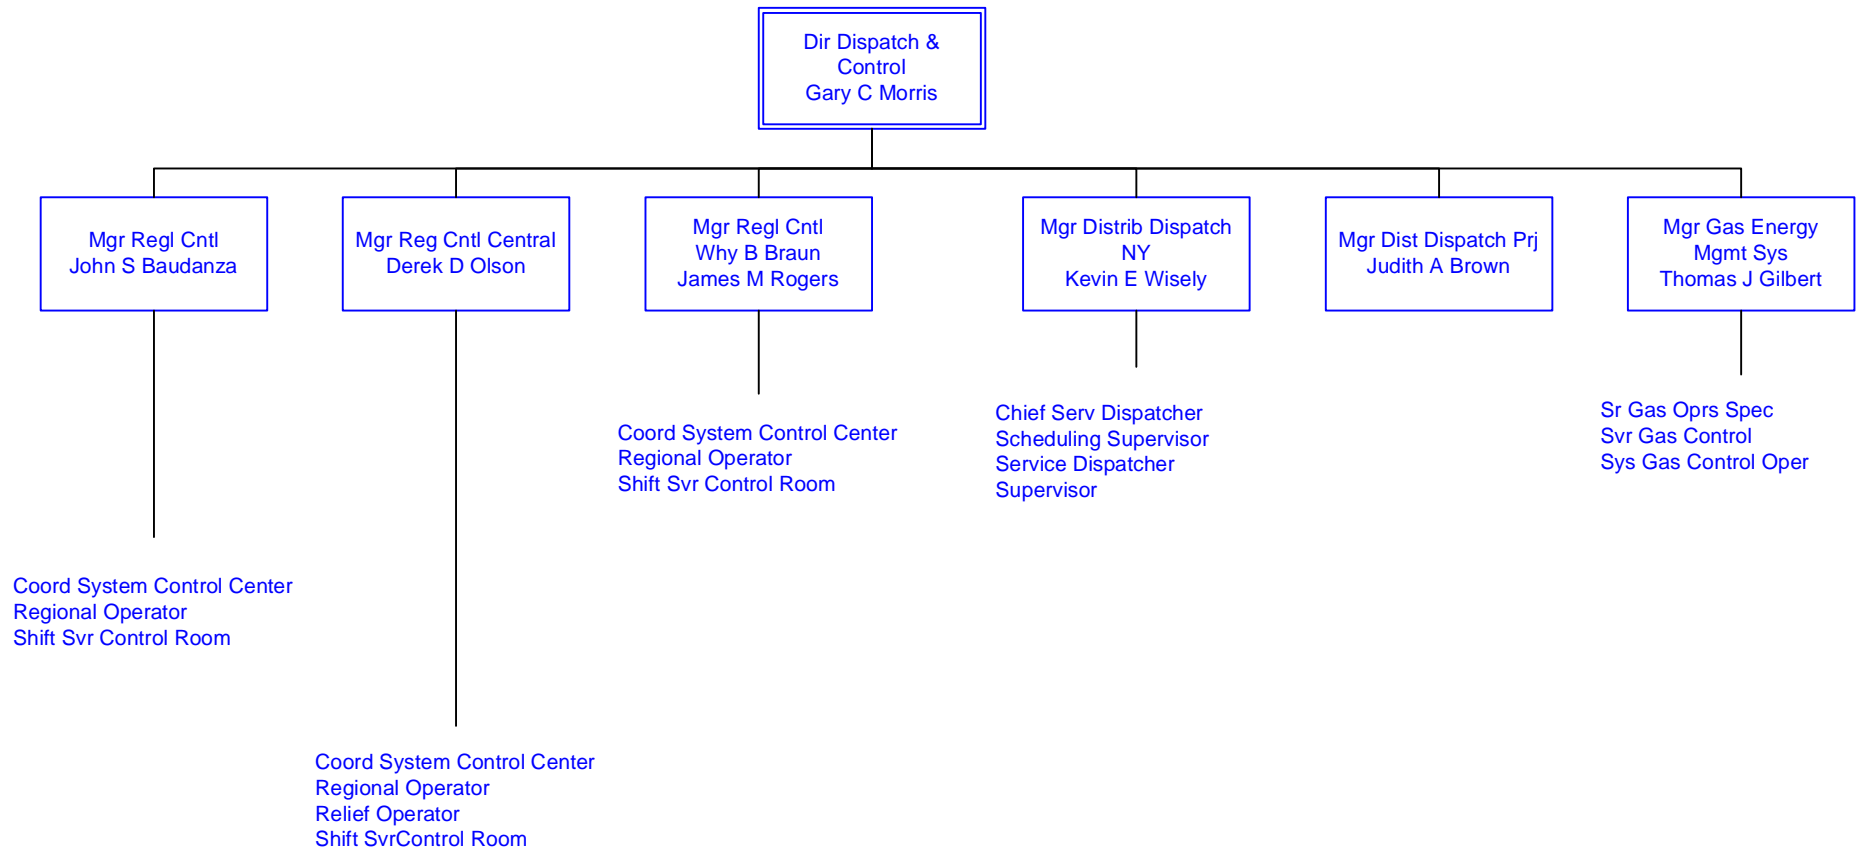 Dir Dispatch &
Control
Gary C Morris
Mgr Regl Cntl
John S Baudanza
Mgr Reg Cntl Central
Derek D Olson
Mgr Regl Cntl
Why B Braun
James M Rogers
Mgr Distrib Dispatch
NY
Kevin E Wisely
Mgr Dist Dispatch Prj
Judith A Brown
Mgr Gas Energy
Mgmt Sys
Thomas J Gilbert
Coord System Control Center
Regional Operator
Shift Svr Control Room
Coord System Control Center
Regional Operator
Relief Operator
Shift SvrControl Room
Coord System Control Center
Regional Operator
Shift Svr Control Room
Chief Serv Dispatcher
Scheduling Supervisor
Service Dispatcher
Supervisor
Sr Gas Oprs Spec
Svr Gas Control
Sys Gas Control Oper